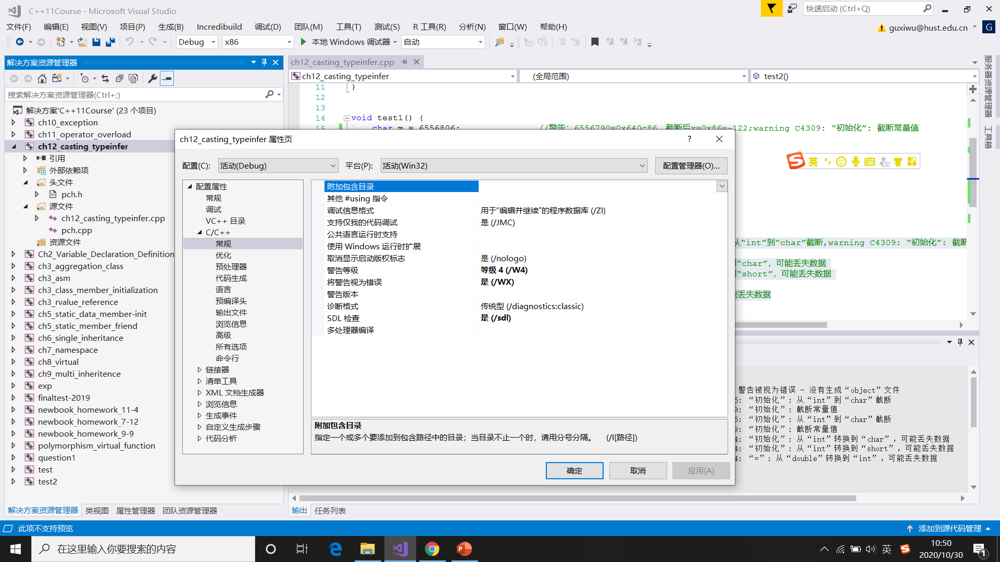 C++11Course - Microsoft Visual Studio
快速启动 (Ctrl+Q)
文件(F) 编辑(E) 视图(V) 项目(P) 生成(B) Incredibuild 调试(D) 团队(M) 工具(T) 测试(S) R 工具(R) 分析(N) 窗口(W) 帮助(H)
guxiwu@hust.edu.cn G
Debug x86 本地 Windows 调试器 自动
解决方案资源管理器
搜索解决方案资源管理器(Ctrl+;)
解决方案'C++11Course' (23 个项目)
ch10_exception
ch11_operator_overload
ch12_casting_typeinfer
引用
外部依赖项
头文件
pch.h
源文件
ch12_casting_typeinfer.cpp
pch.cpp
资源文件
Ch2_Variable_Declaration_Definition
ch3_aggregation_class
ch3_asm
ch3_class_member_initialization
ch3_rvalue_reference
ch5_static_data_member-init
ch5_static_member_friend
ch6_single_inheritance
ch7_namespace
ch8_virtual
ch9_multi_inheritence
exp
finaltest-2019
newbook_homework_11-4
newbook_homework_7-12
newbook_homework_9-9
polymorphism_virtual_function
question1
test
test2
解决方案资源管理器 类视图 属性管理器 团队资源管理器
ch12_casting_typeinfer.cpp
ch12_casting_typeinfer (全局范围) test2()
11 }
12
13
14 void test1() {
15 char m = 6556806; //警告: 6556790=0x640c86, 截断后x=0x86=-122;warning C4309: “初始化”: 截断常量值
从“int”到“char”截断,warning C4309: “初始化”: 截断
“char”, 可能丢失数据
“short”, 可能丢失数据
丢失数据
服务器资源管理器
工具箱
英
ch12_casting_typeinfer 属性页
?
配置(C): 活动(Debug) 平台(P): 活动(Win32) 配置管理器(O)...
配置属性
常规
调试
VC++ 目录
C/C++
常规
优化
预处理器
代码生成
语言
预编译头
输出文件
浏览信息
高级
所有选项
命令行
链接器
清单工具
XML 文档生成器
浏览信息
生成事件
自定义生成步骤
代码分析
附加包含目录
其他 #using 指令
调试信息格式 用于“编辑并继续”的程序数据库 (/ZI)
支持仅我的代码调试 是 (/JMC)
公共语言运行时支持
使用 Windows 运行时扩展
取消显示启动版权标志 是 (/nologo)
警告等级 等级 4 (/W4)
将警告视为错误 是 (/WX)
警告版本
诊断格式 传统型 (/diagnostics:classic)
SDL 检查 是 (/sdl)
多处理器编译
附加包含目录
指定一个或多个要添加到包含路径中的目录；当目录不止一个时，请用分号分隔。 (/I[路径])
确定 取消 应用(A)
警告被视为错误 - 没有生成“object”文件
5: “初始化”: 从“int”到“char”截断
9: “初始化”: 截断常量值
5: “初始化”: 从“int”到“char”截断
9: “初始化”: 截断常量值
4: “初始化”: 从“int”转换到“char”，可能丢失数据
4: “初始化”: 从“int”转换到“short”，可能丢失数据
4: “=”: 从“double”转换到“int”，可能丢失数据
输出 任务列表
此项不支持预览 添加到源代码管理
在这里输入你要搜索的内容
英
10:50
2020/10/30
1